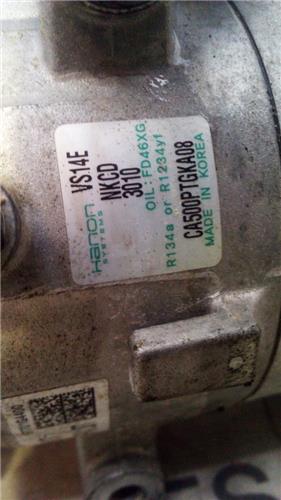 Hanon
SYSTEMS
VS14E
NKCD
3010
OIL: FD46XG
R134a or R1234yf
CA500PTGKA08
MADE IN KOREA